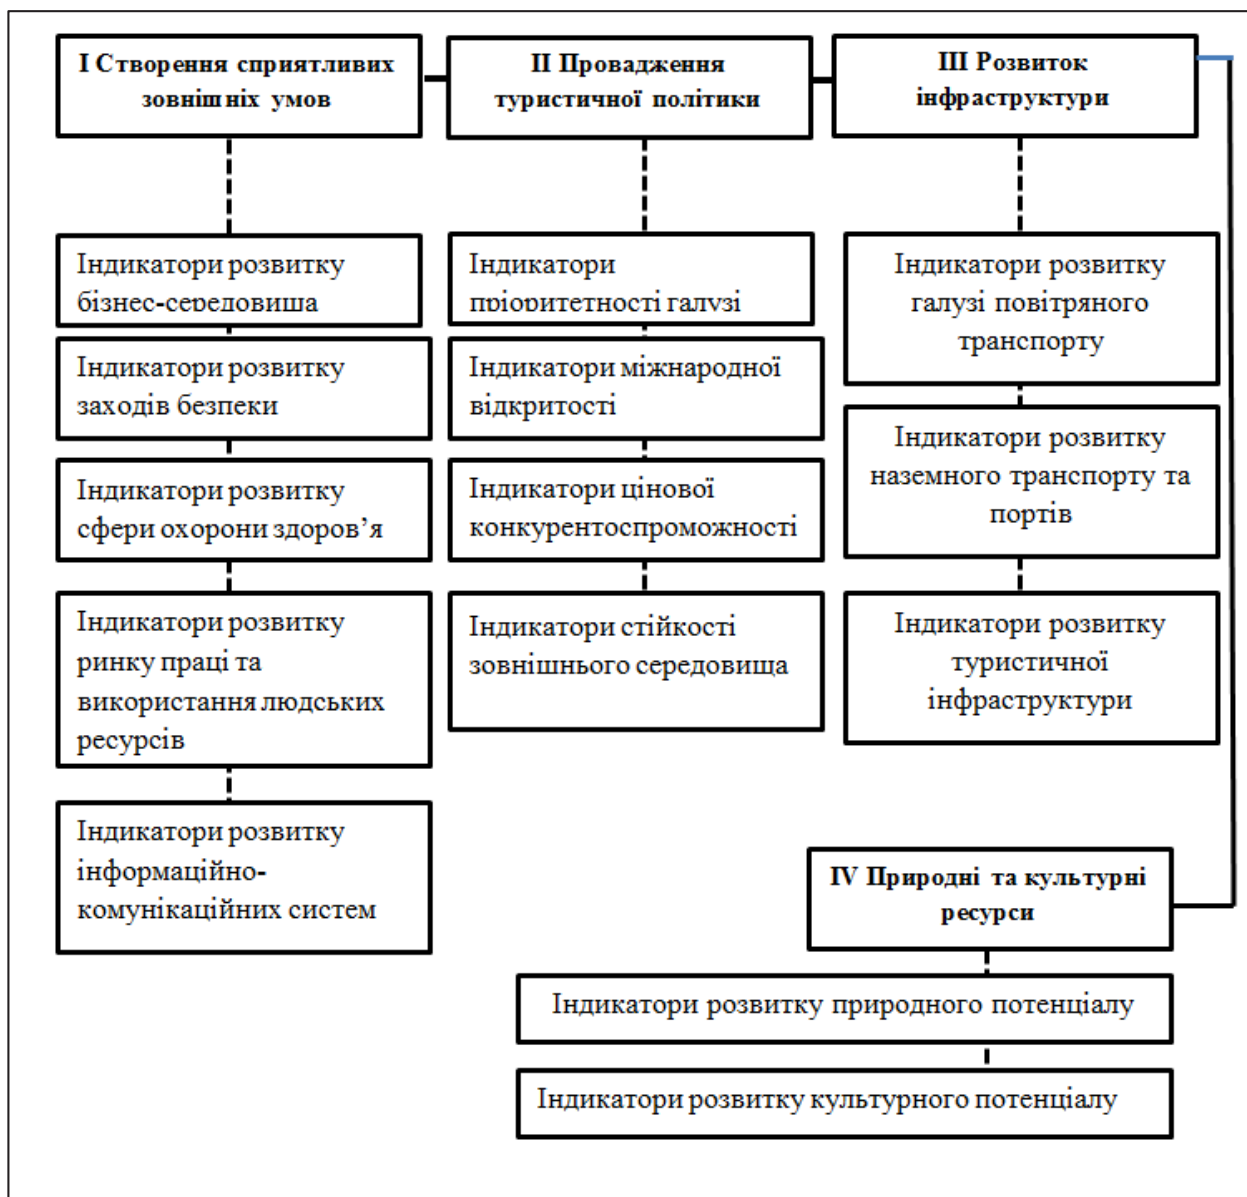 І Створення сприятливих
зовнішніх умов
ІІ Провадження
туристичної політики
ІІІ Розвиток
інфраструктури
Індикатори розвитку
бізнес-середовища
Індикатори розвитку
заходів безпеки
Індикатори розвитку
сфери охорони здоров’я
Індикатори розвитку
ринку праці та
використання людських
ресурсів
Індикатори розвитку
інформаційно-
комунікаційних систем
Індикатори
пріоритетності галузі
Індикатори міжнародної
відкритості
Індикатори цінової
конкурентоспроможності
Індикатори стійкості
зовнішнього середовища
Індикатори розвитку
галузі повітряного
транспорту
Індикатори розвитку
наземного транспорту та
портів
Індикатори розвитку
туристичної
інфраструктури
IV Природні та культурні
ресурси
Індикатори розвитку природного потенціалу
Індикатори розвитку культурного потенціалу